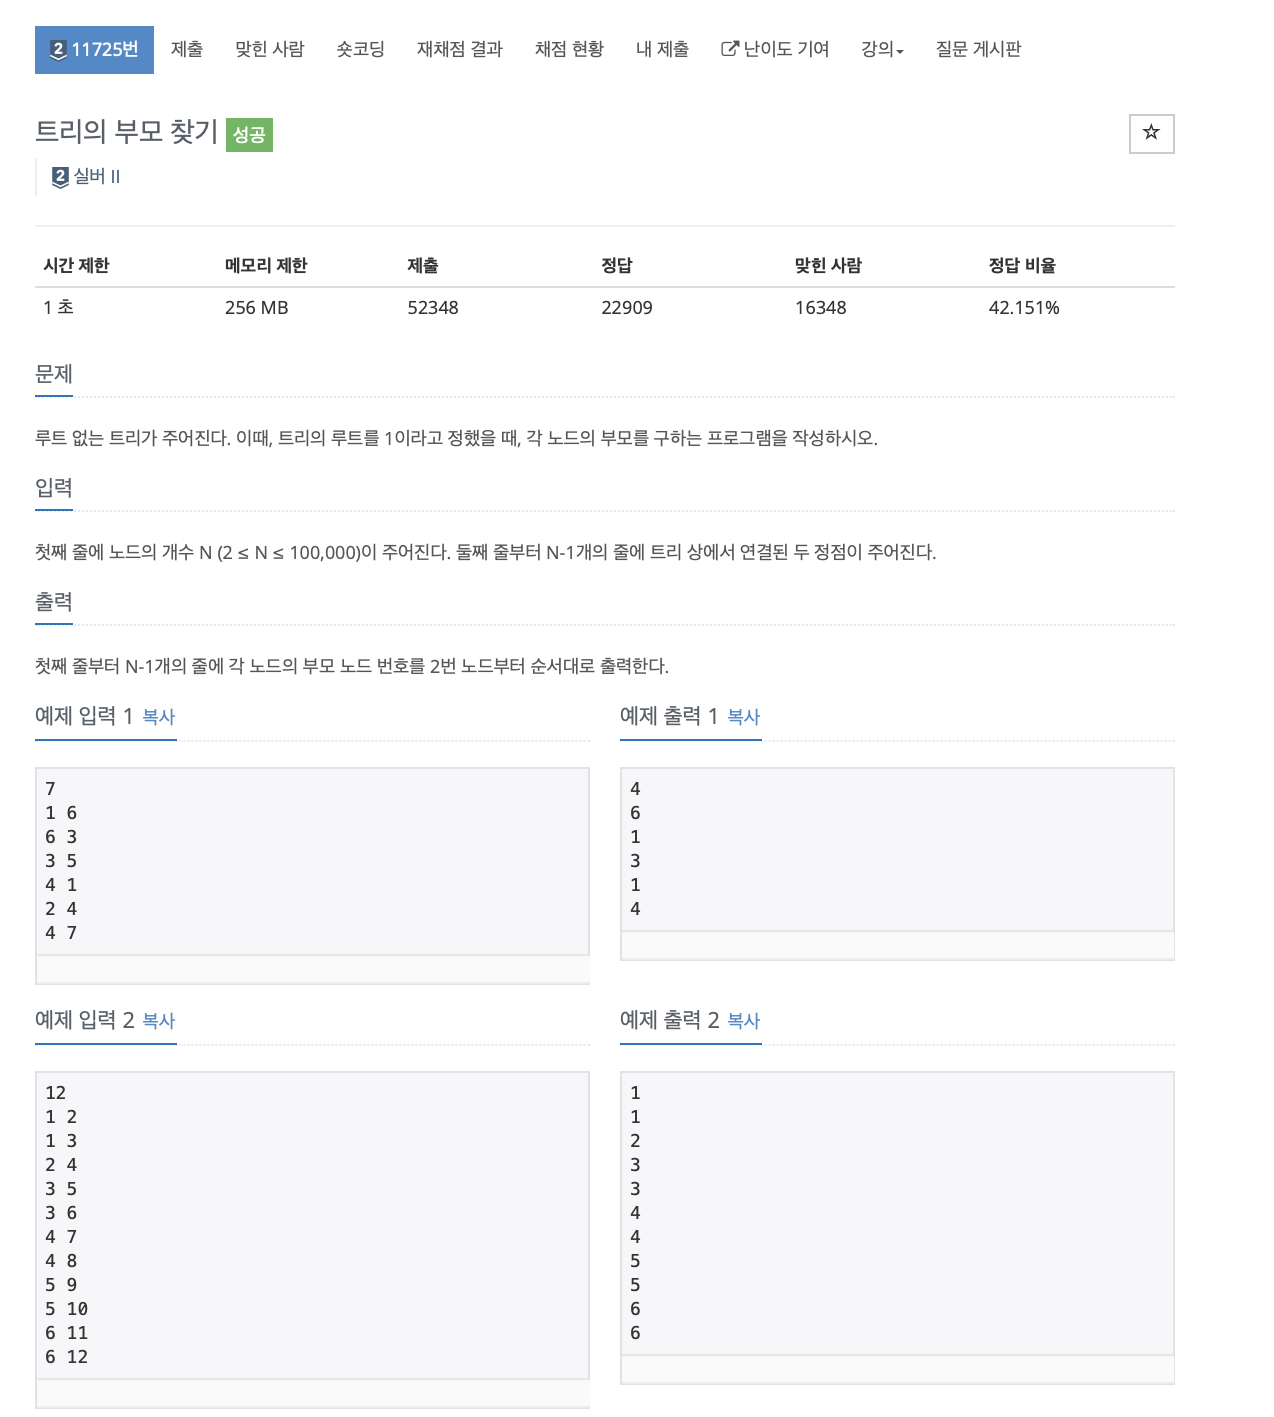 2 11725번 제출 맞힌 사람 숏코딩 재채점 결과 채점 현황 내 제출 난이도 기여 강의 질문 게시판
트리의 부모 찾기 성공
2 실버 II
시간 제한 메모리 제한 제출 정답 맞힌 사람 정답 비율
1 초 256 MB 52348 22909 16348 42.151%
문제
루트 없는 트리가 주어진다. 이때, 트리의 루트를 1이라고 정했을 때, 각 노드의 부모를 구하는 프로그램을 작성하시오.
입력
첫째 줄에 노드의 개수 N (2 ≤ N ≤ 100,000)이 주어진다. 둘째 줄부터 N-1개의 줄에 트리 상에서 연결된 두 정점이 주어진다.
출력
첫째 줄부터 N-1개의 줄에 각 노드의 부모 노드 번호를 2번 노드부터 순서대로 출력한다.
예제 입력 1 복사
7
1 6
6 3
3 5
4 1
2 4
4 7
예제 출력 1 복사
4
6
1
3
1
4
예제 입력 2 복사
12
1 2
1 3
2 4
3 5
3 6
4 7
4 8
5 9
5 10
6 11
6 12
예제 출력 2 복사
1
1
2
3
3
4
4
5
5
6
6